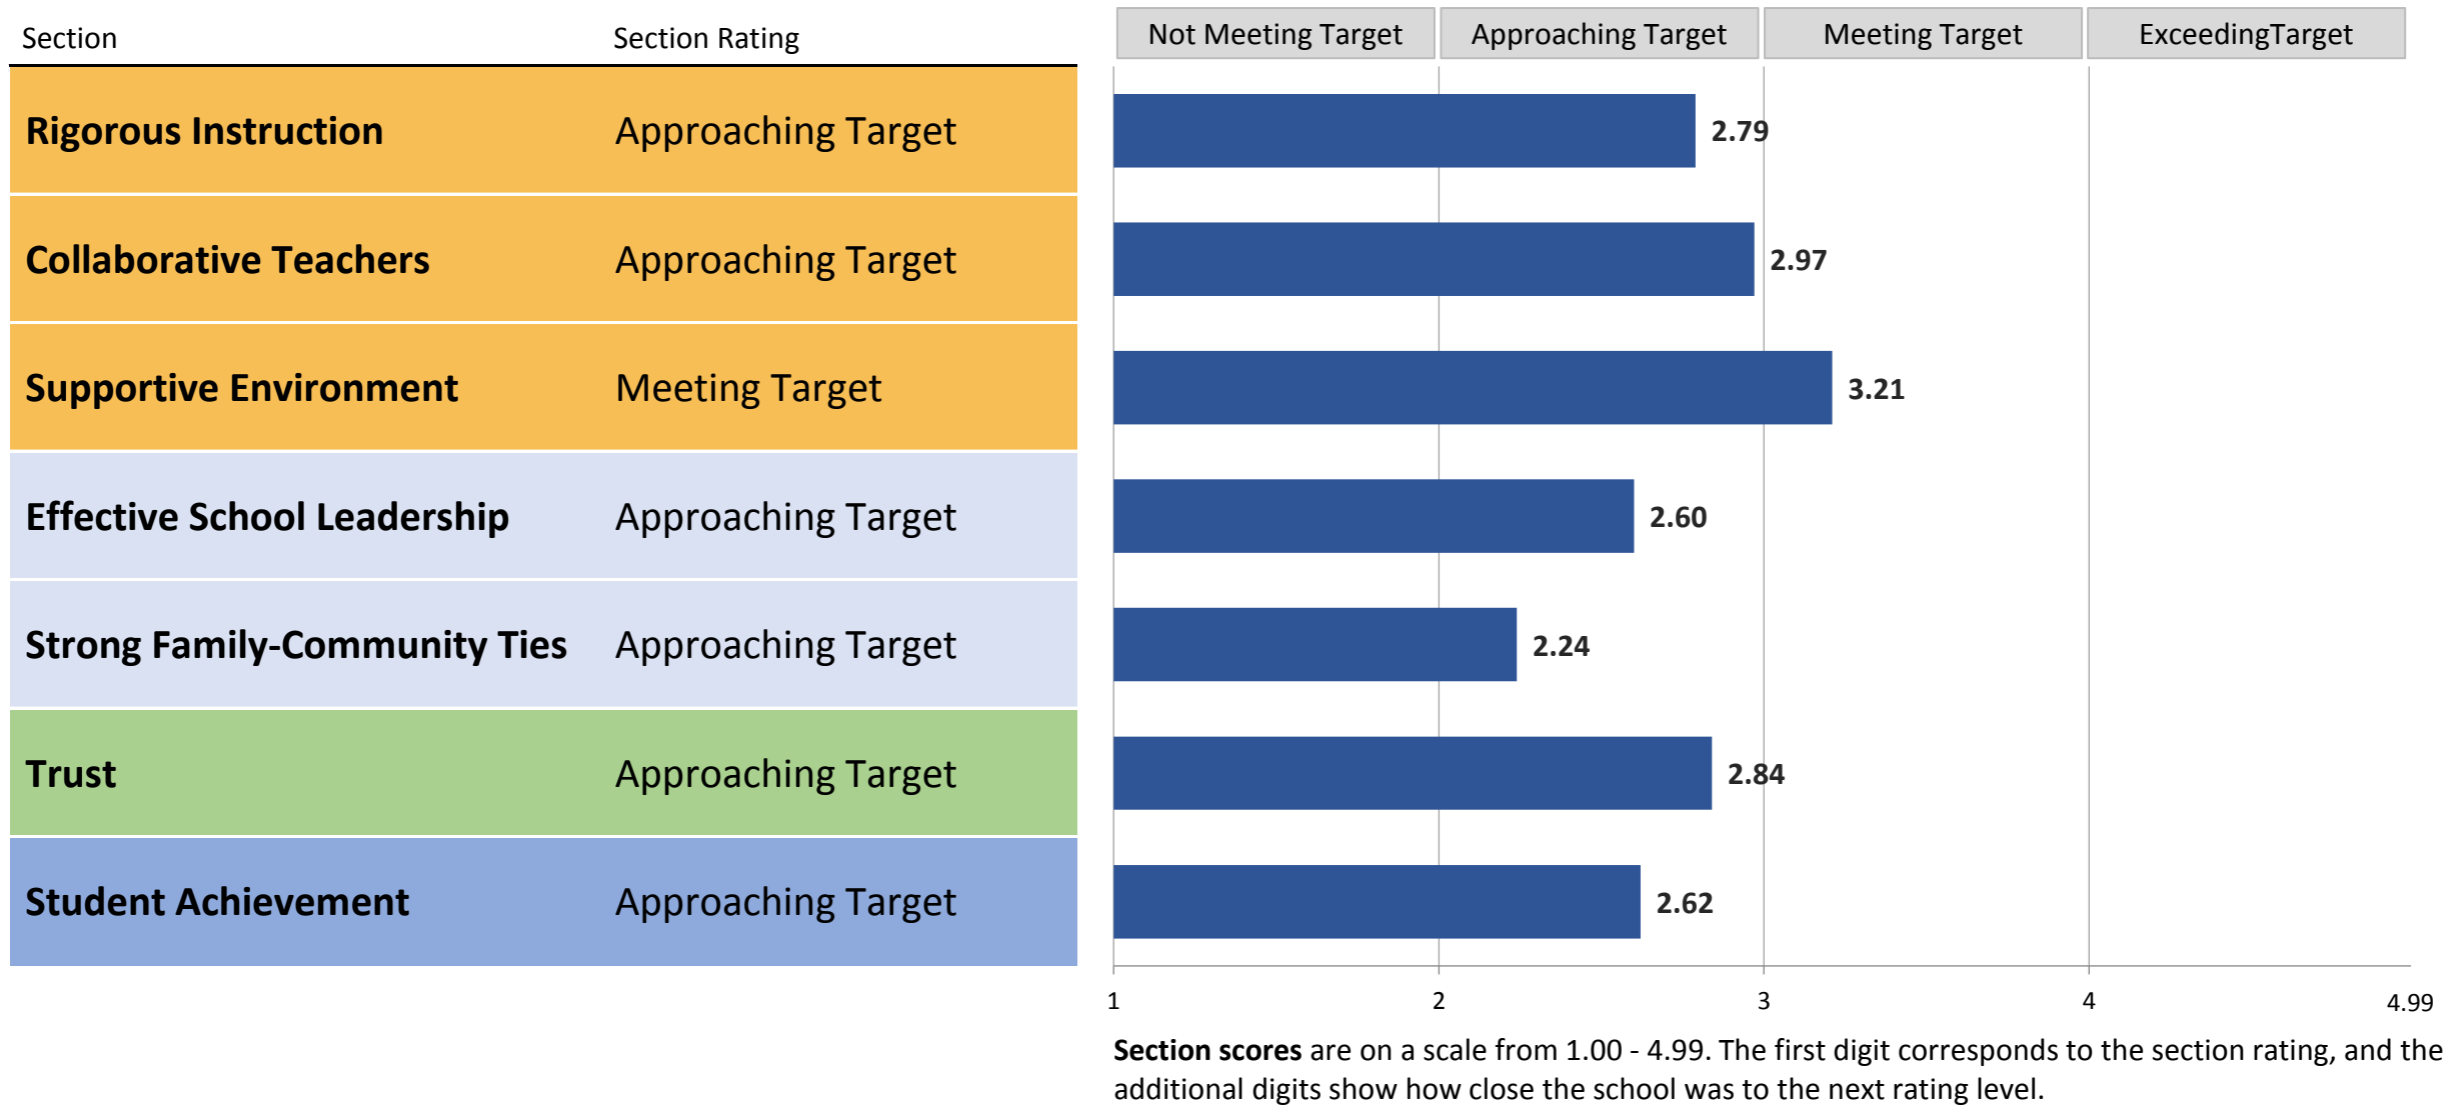 Section Section Rating Not Meeting Target Approaching Target Meeting Target ExceedingTarget
Rigorous Instruction Approaching Target 2.79
Collaborative Teachers Approaching Target 2.97
Supportive Environment Meeting Target 3.21
Effective School Leadership Approaching Target 2.60
Strong Family-Community Ties Approaching Target 2.24
Trust Approaching Target 2.84
Student Achievement Approaching Target 2.62
1 2 3 4 4.99
Section scores are on a scale from 1.00 - 4.99. The first digit corresponds to the section rating, and the
additional digits show how close the school was to the next rating level.